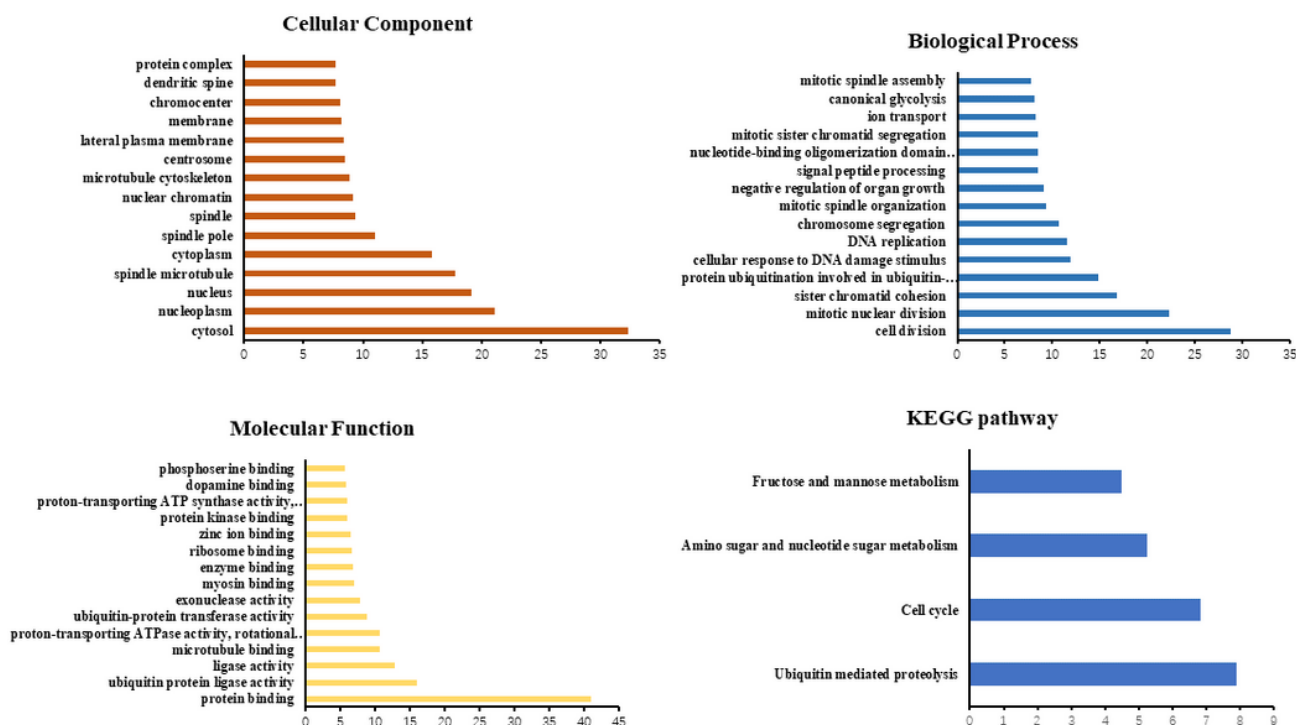 Cellular Component
protein complex
dendritic spine
chromocenter
membrane
lateral plasma membrane
centrosome
microtubule cytoskeleton
nuclear chromatin
spindle
spindle pole
cytoplasm
spindle microtubule
nucleus
nucleoplasm
cytosol
0 5 10 15 20 25 30 35
Biological Process
mitotic spindle assembly
canonical glycolysis
ion transport
mitotic sister chromatid segregation
nucleotide-binding oligomerization domain..
signal peptide processing
negative regulation of organ growth
mitotic spindle organization
chromosome segregation
DNA replication
cellular response to DNA damage stimulus
protein ubiquitination involved in ubiquitin-...
sister chromatid cohesion
mitotic nuclear division
cell division
0 5 10 15 20 25 30 35
Molecular Function
phosphoserine binding
dopamine binding
proton-transporting ATP synthase activity,..
protein kinase binding
zinc ion binding
ribosome binding
enzyme binding
myosin binding
exonuclease activity
ubiquitin-protein transferase activity
proton-transporting ATPase activity, rotational..
microtubule binding
ligase activity
ubiquitin protein ligase activity
protein binding
0 5 10 15 20 25 30 35 40 45
KEGG pathway
Fructose and mannose metabolism
Amino sugar and nucleotide sugar metabolism
Cell cycle
Ubiquitin mediated proteolysis
0 1 2 3 4 5 6 7 8 9